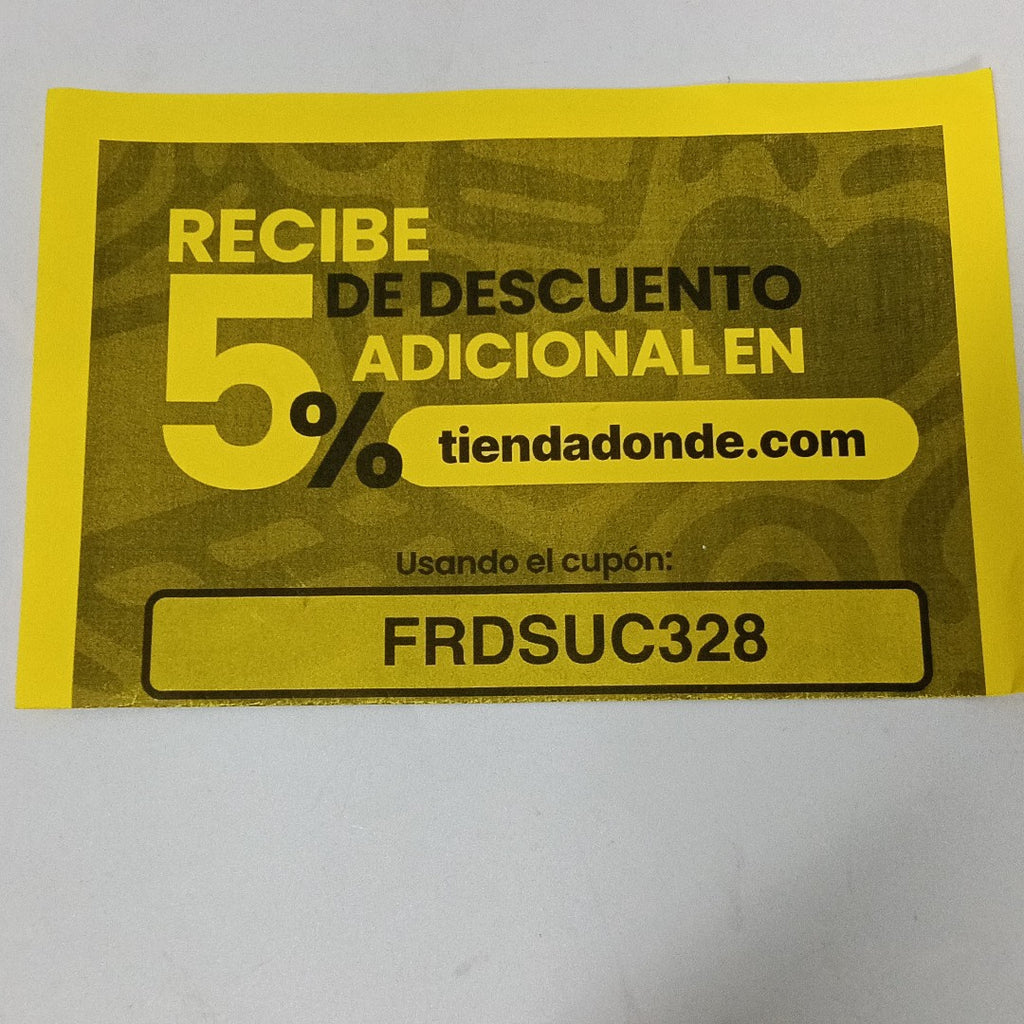 RECIBE
5% DE DESCUENTO
ADICIONAL EN
tiendadonde.com
Usando el cupón:
FRDSUC328